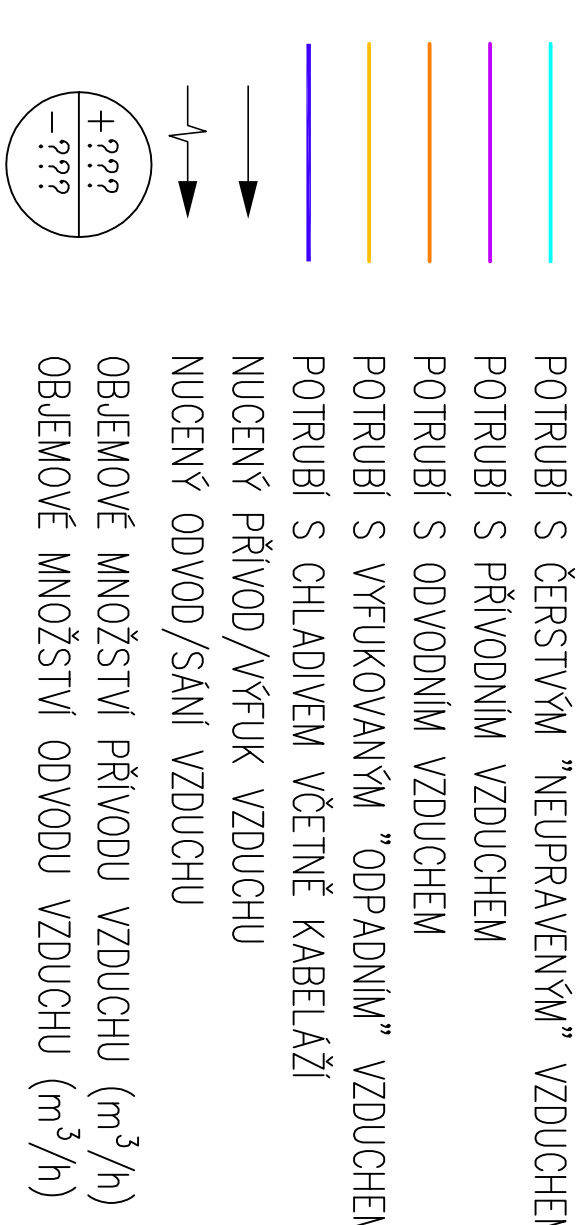 POTRUBÍ S ČERSTVÝM "NEUPRAVENÝM" VZDUCHEM
POTRUBÍ S PŘÍVODNÍM VZDUCHEM
POTRUBÍ S ODVODNÍM VZDUCHEM
POTRUBÍ S VYFUKOVANÝM "ODPADNÍM" VZDUCHEM
POTRUBÍ S CHLADIVEM VČETNĚ KABELÁŽÍ
NUCENÝ PŘÍVOD/VÝFUK VZDUCHU
NUCENÝ ODVOD/SÁNÍ VZDUCHU
+??? OBJEMOVÉ MNOŽSTVÍ PŘÍVODU VZDUCHU (m³/h)
-??? OBJEMOVÉ MNOŽSTVÍ ODVODU VZDUCHU (m³/h)